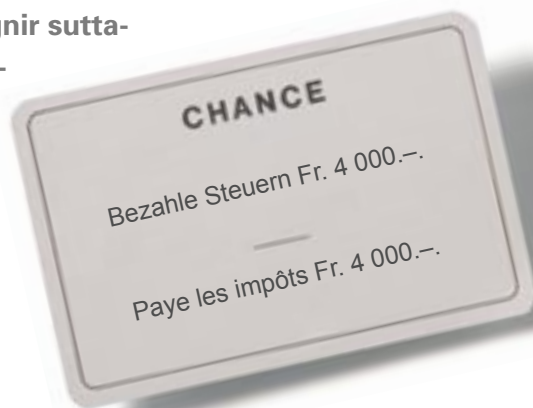 gnir sutta-
-
CHANCE
Bezahle Steuern Fr. 4 000.–.
Paye les impôts Fr. 4 000.–.